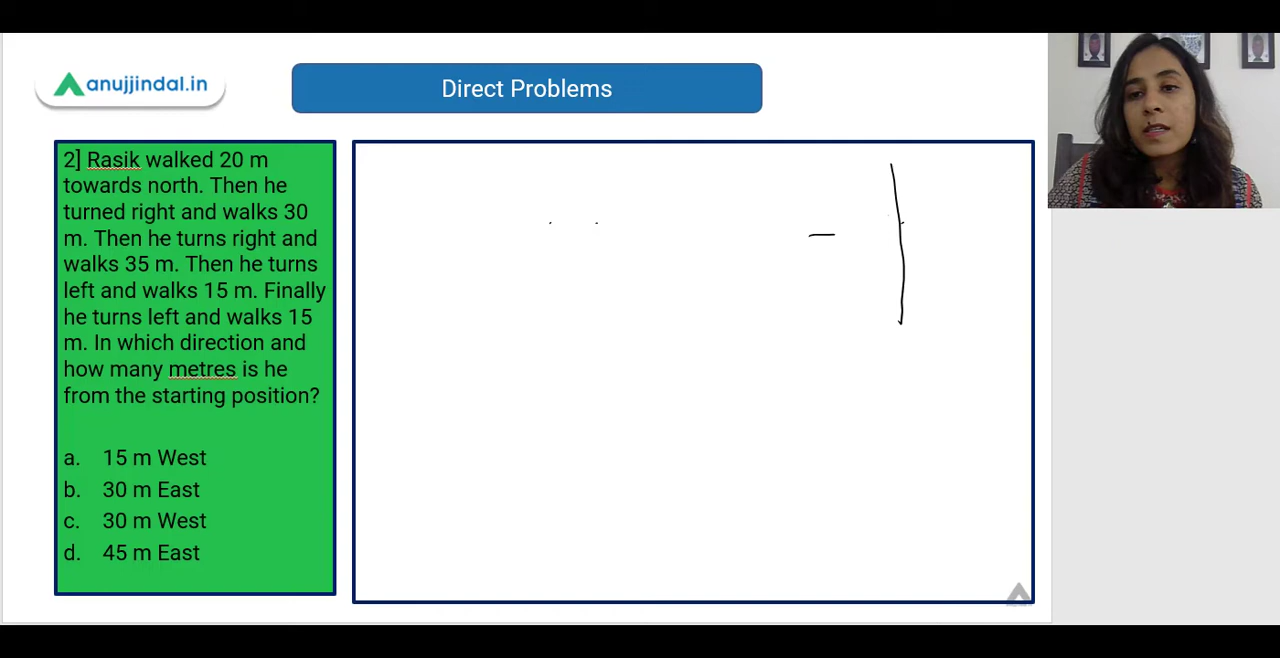 anujjindal.in
Direct Problems
2] Rasik walked 20 m
towards north. Then he
turned right and walks 30
m. Then he turns right and
walks 35 m. Then he turns
left and walks 15 m. Finally
he turns left and walks 15
m. In which direction and
how many metres is he
from the starting position?
a. 15 m West
b. 30 m East
c. 30 m West
d. 45 m East